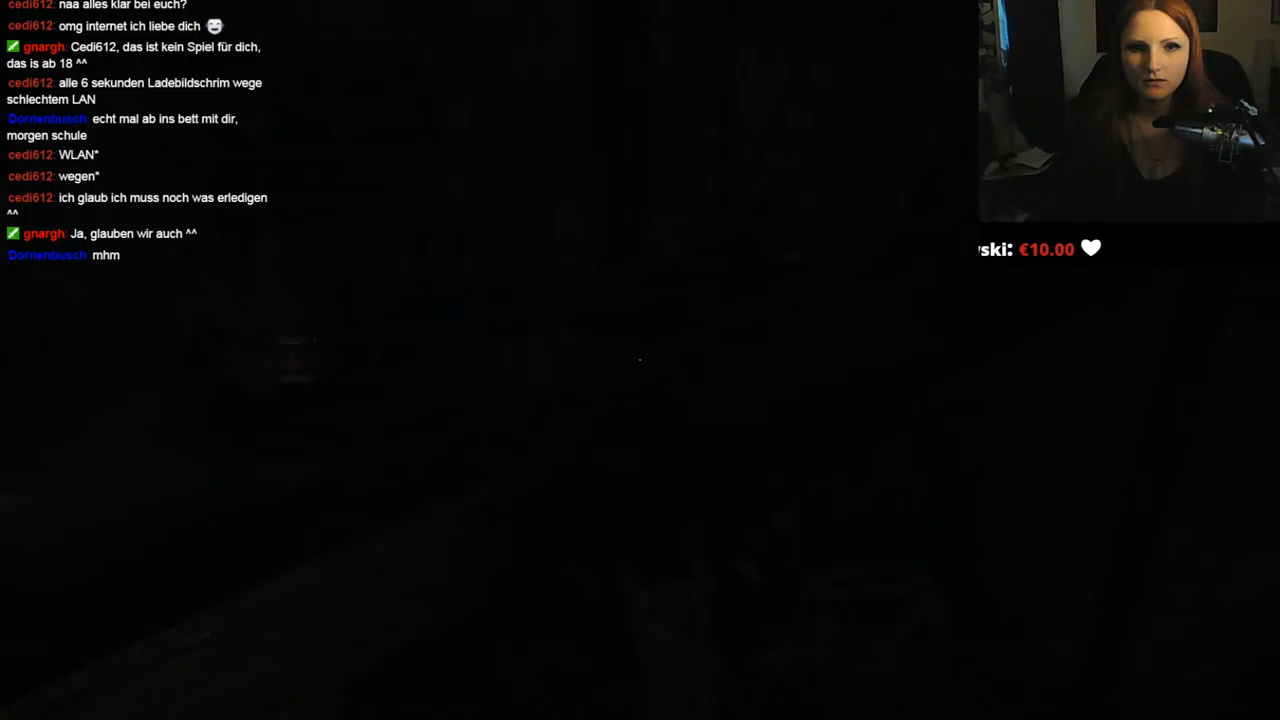 cedi612: naa alles klar bei euch?
cedi612: omg internet ich liebe dich
gnargh: Cedi612, das ist kein Spiel für dich,
das is ab 18 ^^
cedi612: alle 6 sekunden Ladebildschrim wege
schlechtem LAN
Dornenbusch: echt mal ab ins bett mit dir,
morgen schule
cedi612: WLAN*
cedi612: wegen*
cedi612: ich glaub ich muss noch was erledigen
^^
gnargh: Ja, glauben wir auch ^^
Dornenbusch: mhm
ski: €10.00